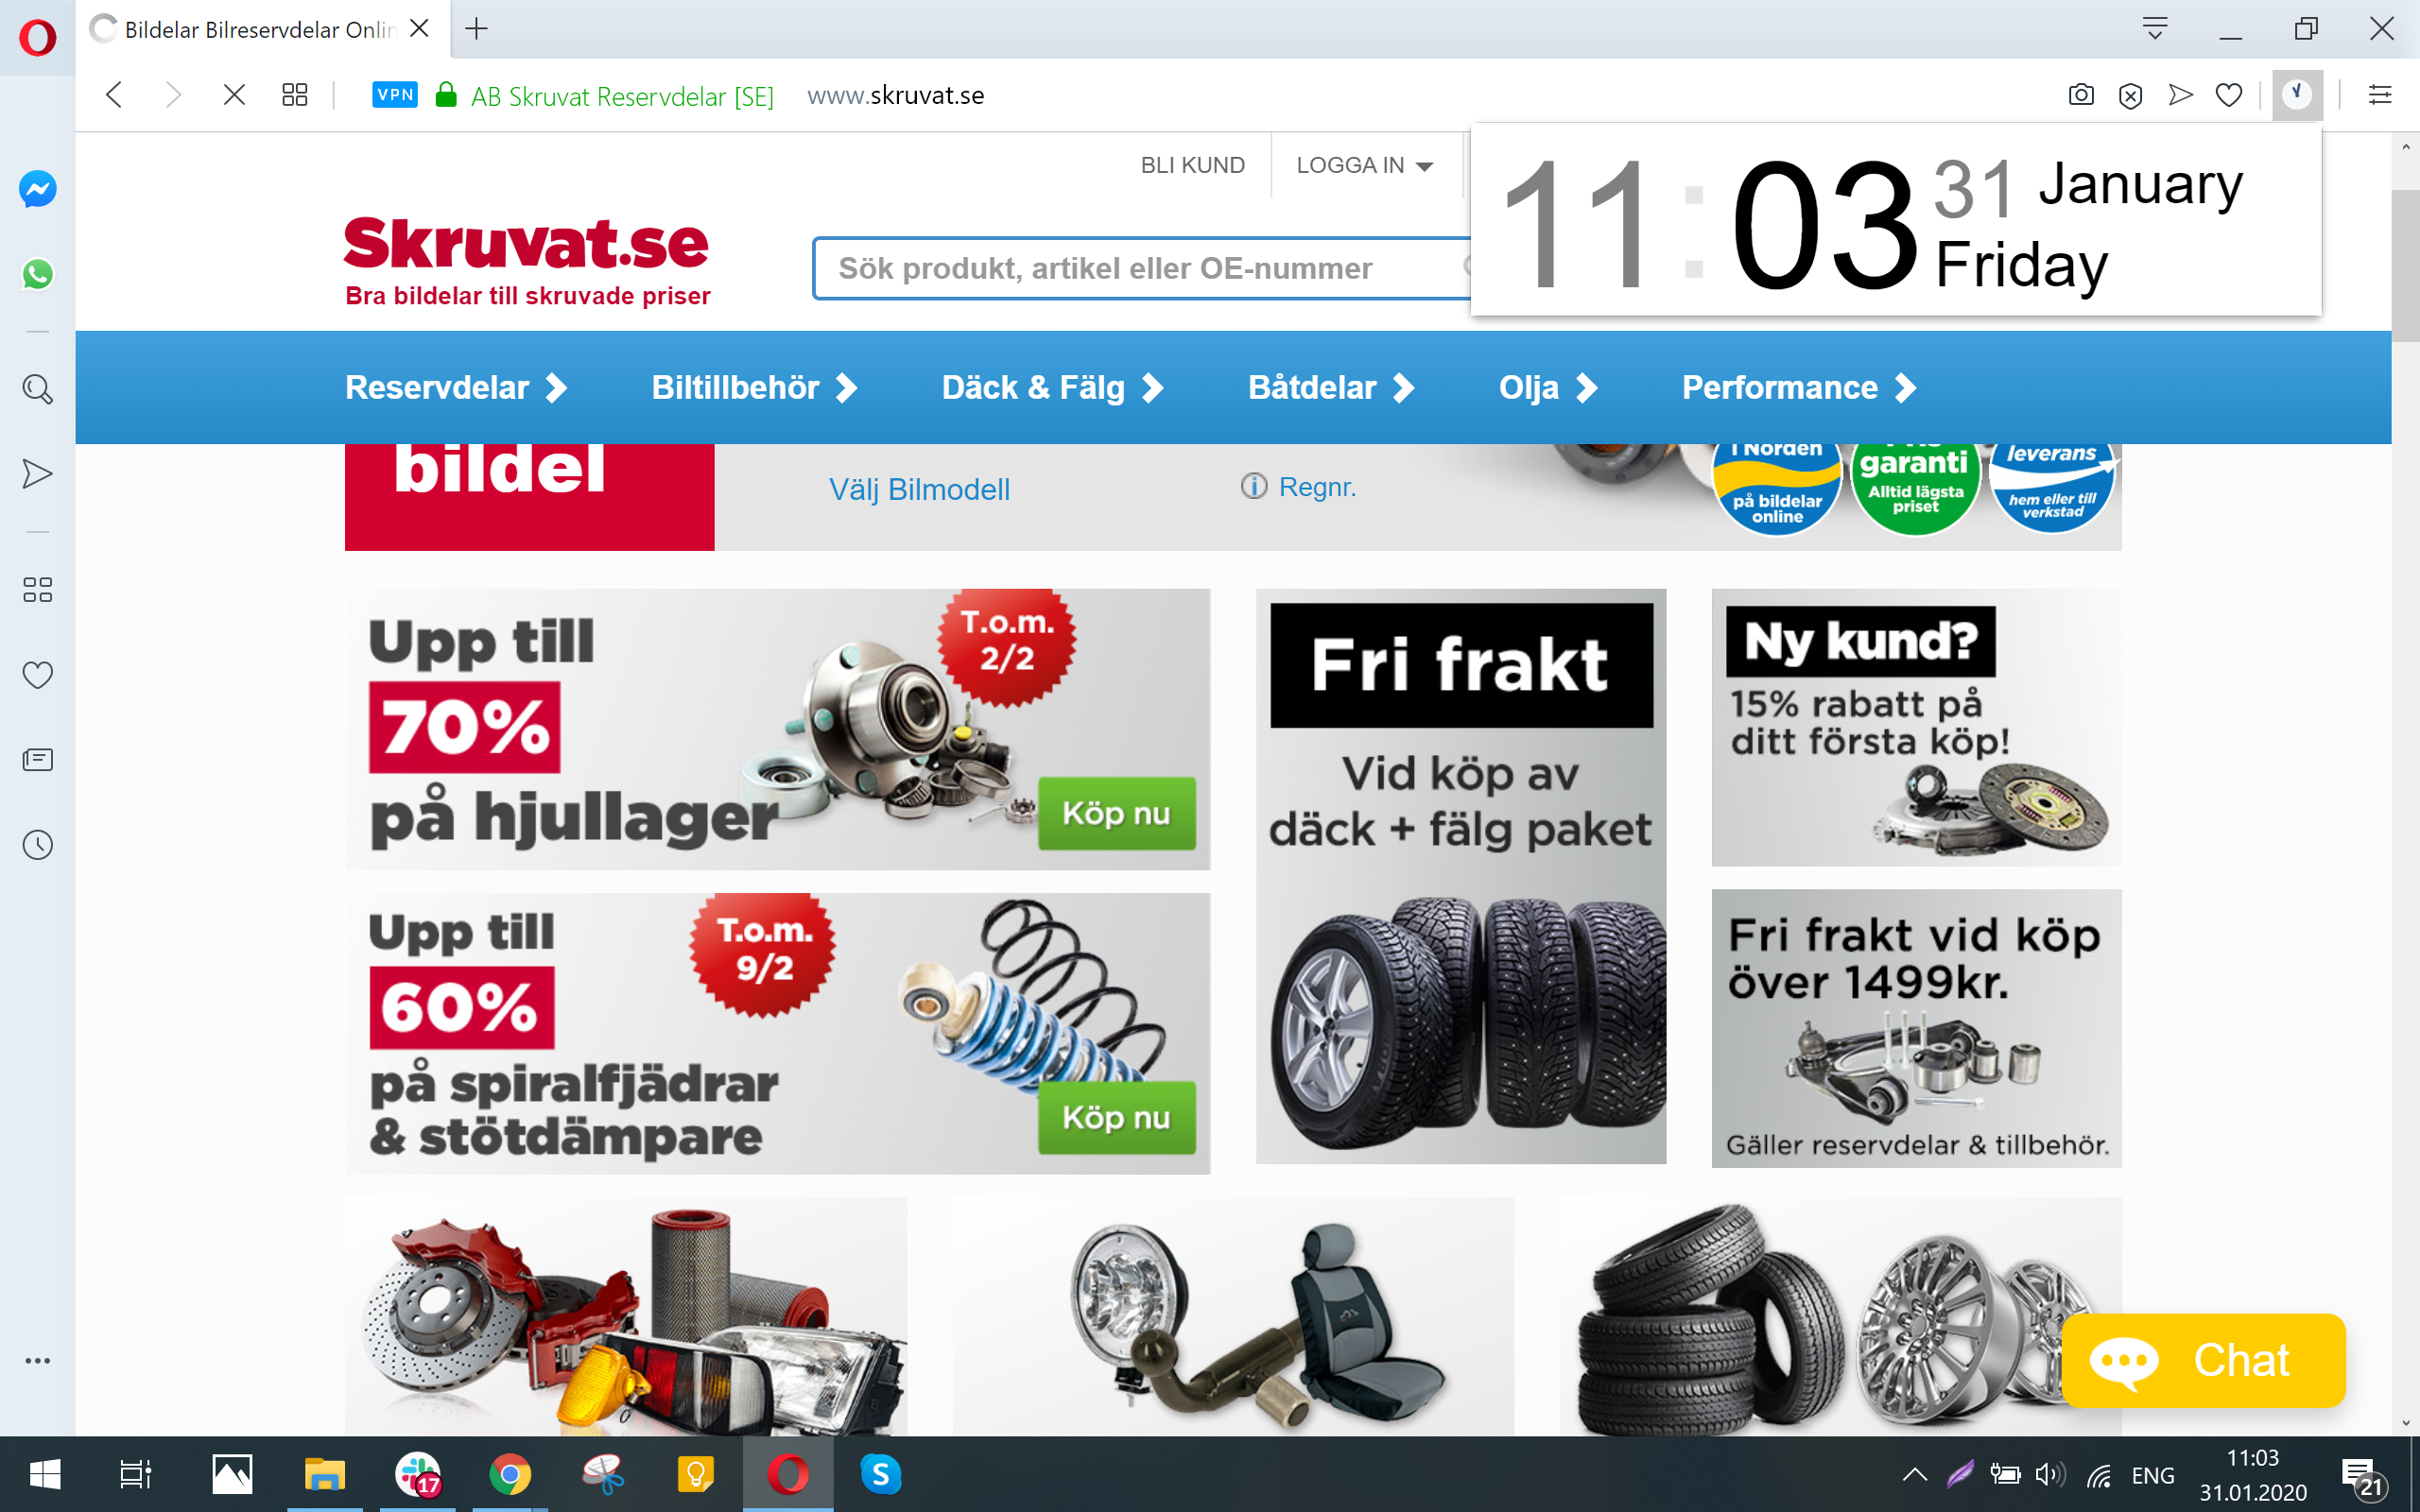 Bildelar Bilreservdelar Onlin
VPN
AB Skruvat Reservdelar [SE]
www.skruvat.se
BLI KUND
LOGGA IN
11:03
31 January
Friday
Skruvat.se
Bra bildelar till skruvade priser
Sök produkt, artikel eller OE-nummer
Reservdelar
Biltillbehör
Däck & Fälg
Båtdelar
Olja
Performance
bildel
Välj Bilmodell
Regnr.
i Norden
på bildelar
online
garanti
Alltid lägsta
priset
leverans
hem eller till
verkstad
Upp till
70%
på hjullager
T.o.m.
2/2
Köp nu
Fri frakt
Vid köp av
däck + fälg paket
Ny kund?
15% rabatt på
ditt första köp!
Upp till
60%
på spiralfjädrar
& stötdämpare
T.o.m.
9/2
Köp nu
Fri frakt vid köp
över 1499kr.
Gäller reservdelar & tillbehör.
Chat
17
S
ENG
11:03
31.01.2020
21